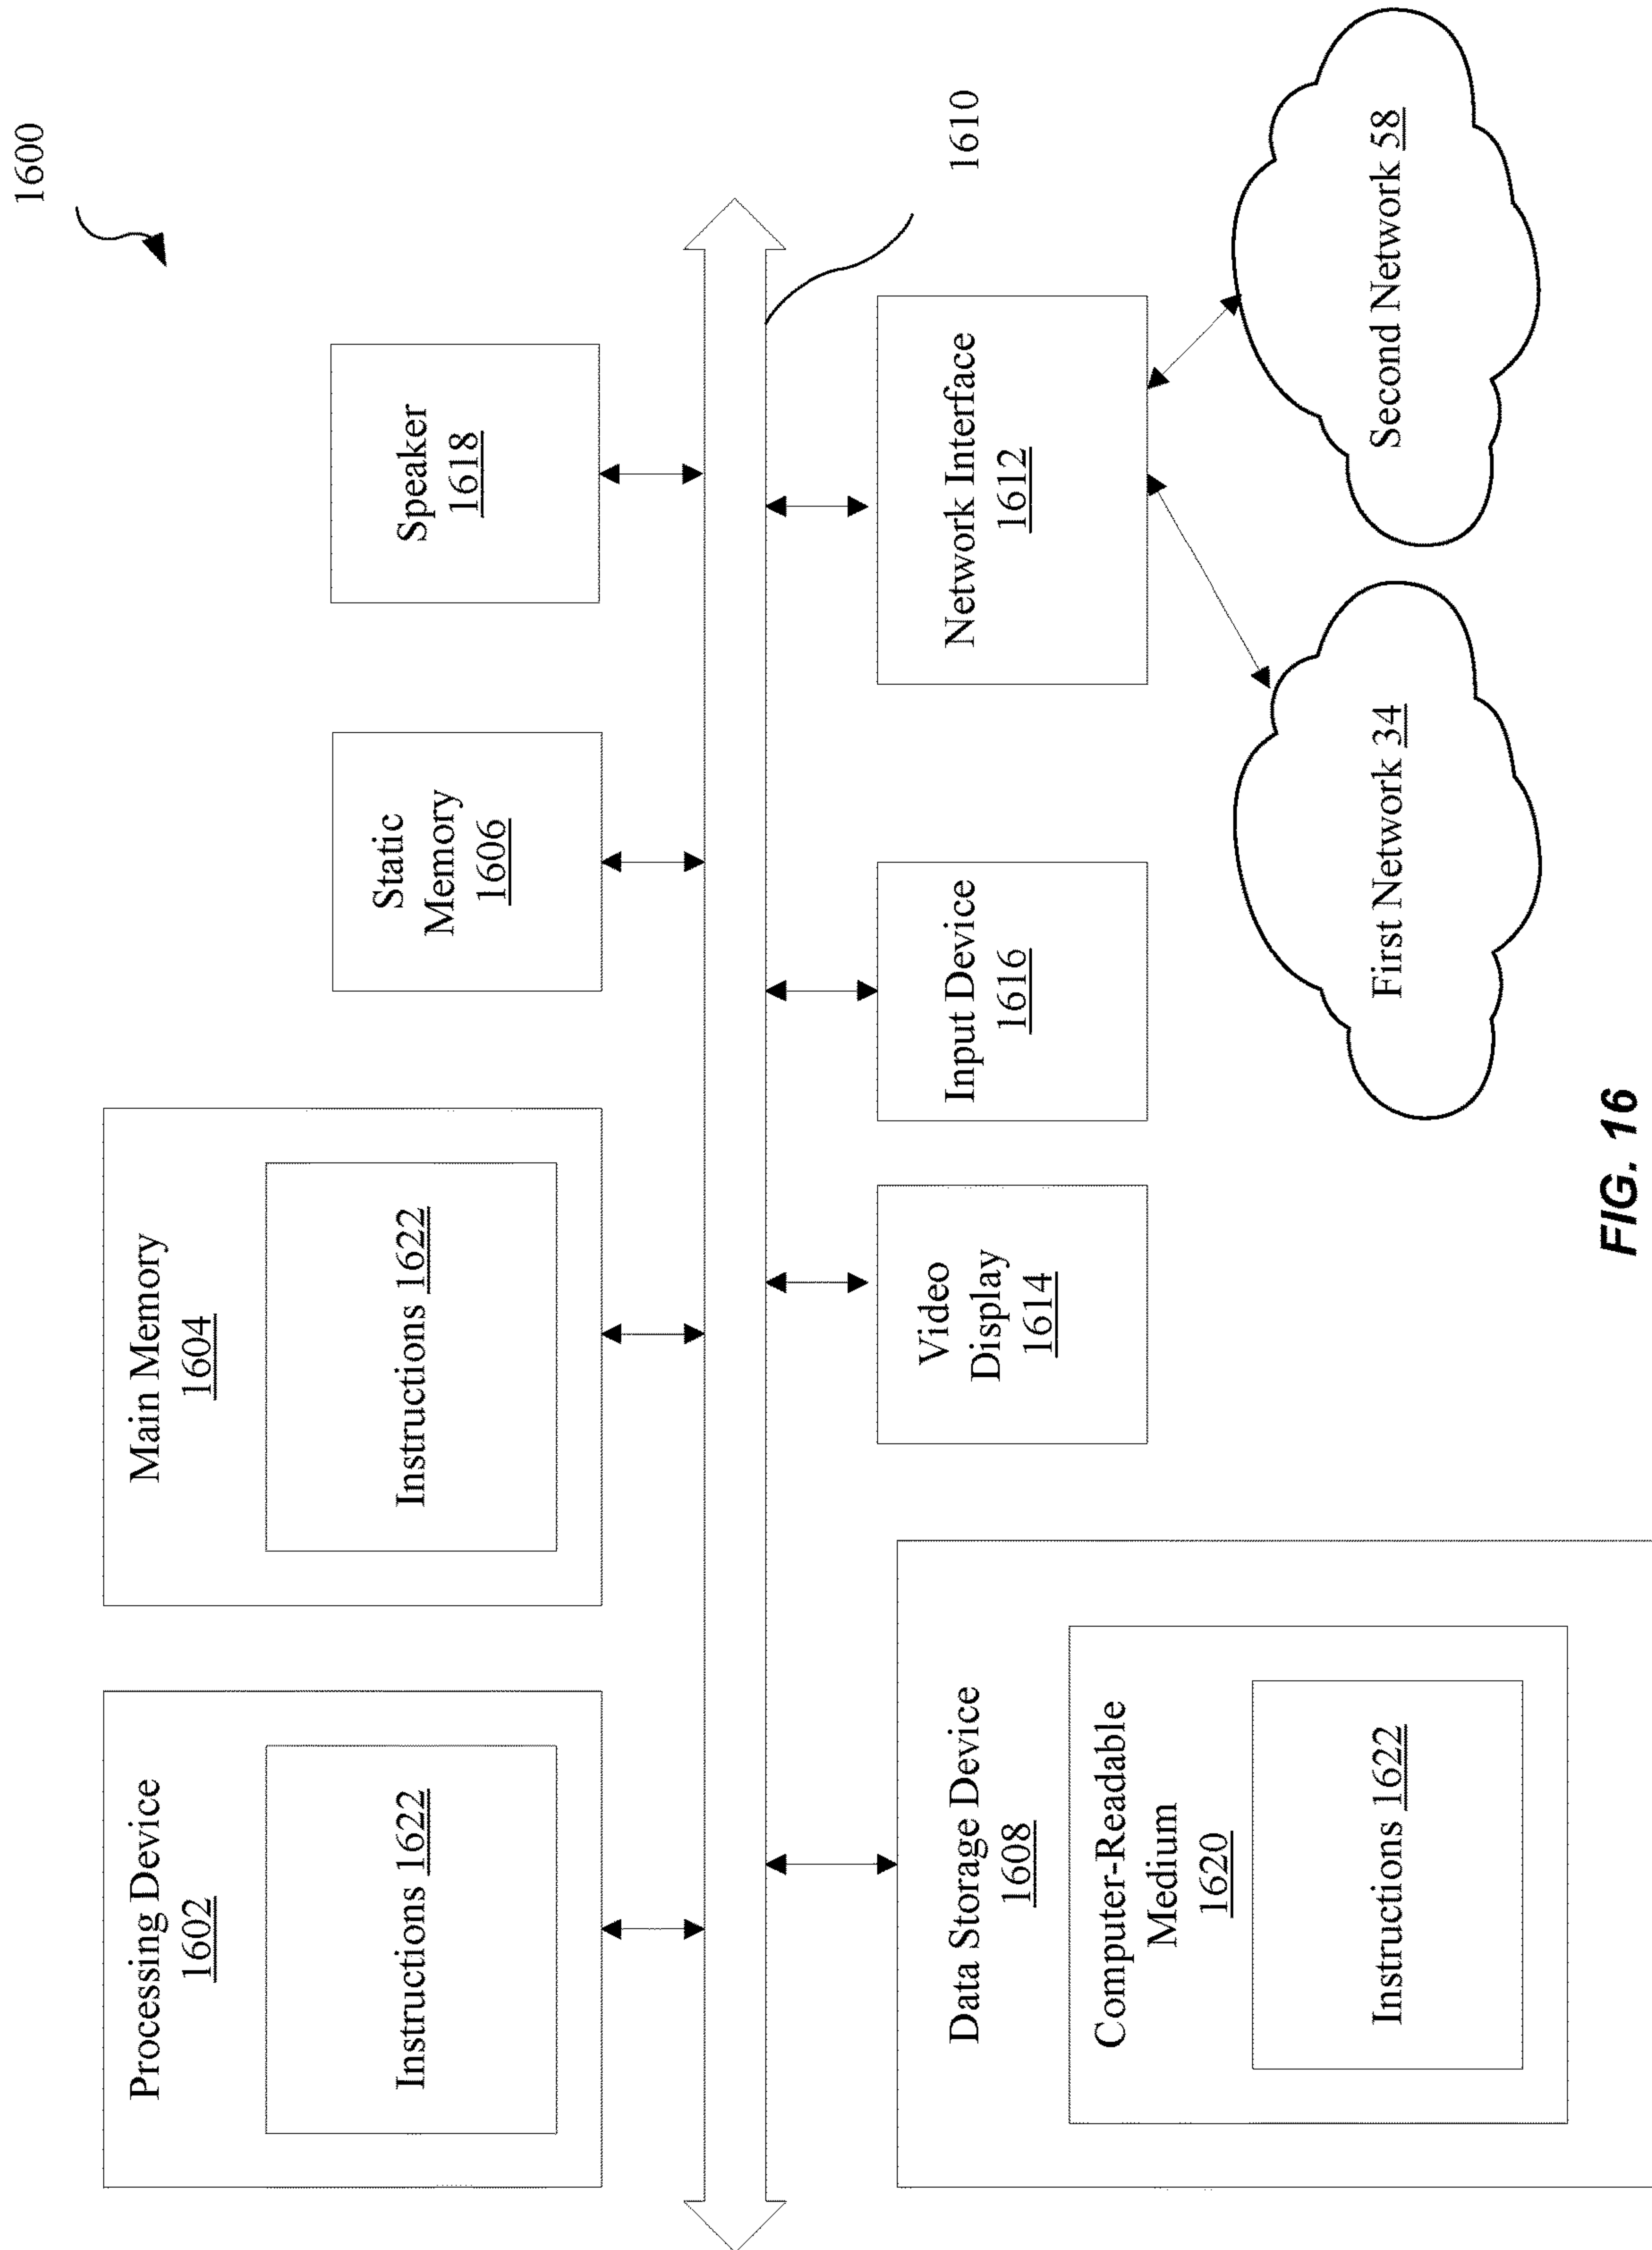 1600
Processing Device
1602
Instructions 1622
Main Memory
1604
Instructions 1622
Static
Memory
1606
Speaker
1618
1610
Data Storage Device
1608
Computer-Readable
Medium
1620
Instructions 1622
Video
Display
1614
Input Device
1616
Network Interface
1612
First Network 34
Second Network 58
FIG. 16